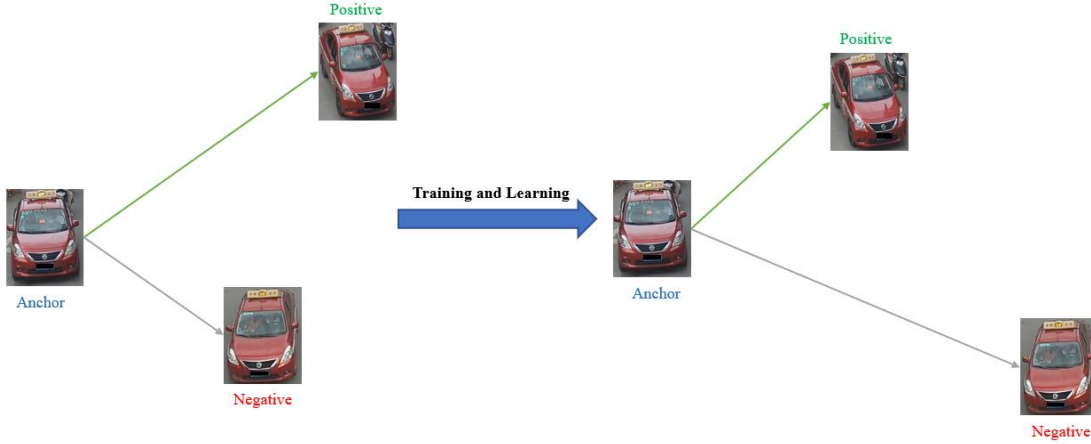 Positive
Anchor
Negative
Training and Learning
Positive
Anchor
Negative